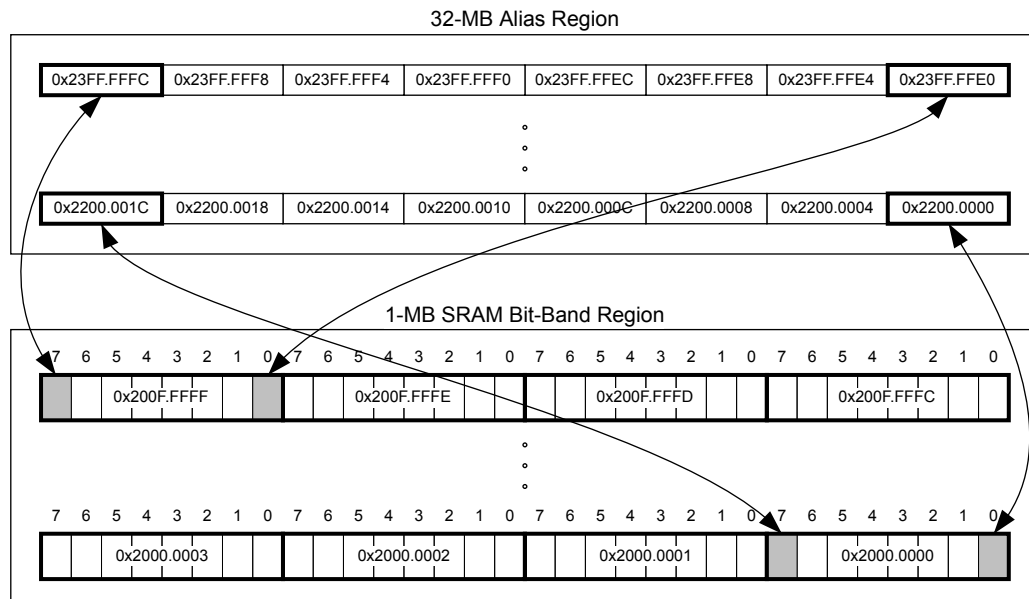 32-MB Alias Region
0x23FF.FFFC 0x23FF.FFF8 0x23FF.FFF4 0x23FF.FFF0 0x23FF.FFEC 0x23FF.FFE8 0x23FF.FFE4 0x23FF.FFE0
0x2200.001C 0x2200.0018 0x2200.0014 0x2200.0010 0x2200.000C 0x2200.0008 0x2200.0004 0x2200.0000
1-MB SRAM Bit-Band Region
7 6 5 4 3 2 1 0 7 6 5 4 3 2 1 0 7 6 5 4 3 2 1 0 7 6 5 4 3 2 1 0
0x200F.FFFF 0x200F.FFFE 0x200F.FFFD 0x200F.FFFC
7 6 5 4 3 2 1 0 7 6 5 4 3 2 1 0 7 6 5 4 3 2 1 0 7 6 5 4 3 2 1 0
0x2000.0003 0x2000.0002 0x2000.0001 0x2000.0000